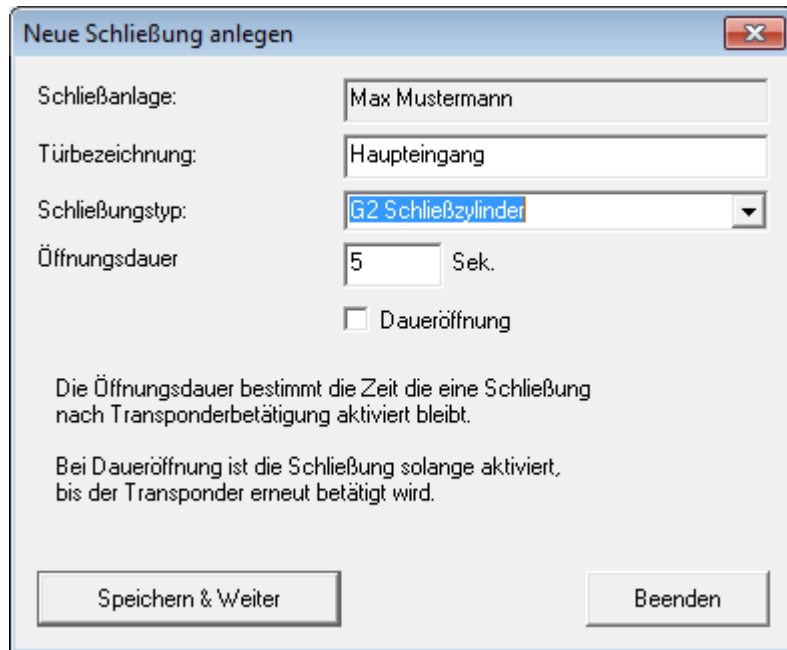 Neue Schließung anlegen
Schließanlage: Max Mustermann
Türbezeichnung: Haupteingang
Schließungstyp: G2 Schließzylinder
Öffnungsdauer 5 Sek.
Daueröffnung
Die Öffnungsdauer bestimmt die Zeit die eine Schließung
nach Transponderbetätigung aktiviert bleibt.
Bei Daueröffnung ist die Schließung solange aktiviert,
bis der Transponder erneut betätigt wird.
Speichern & Weiter Beenden